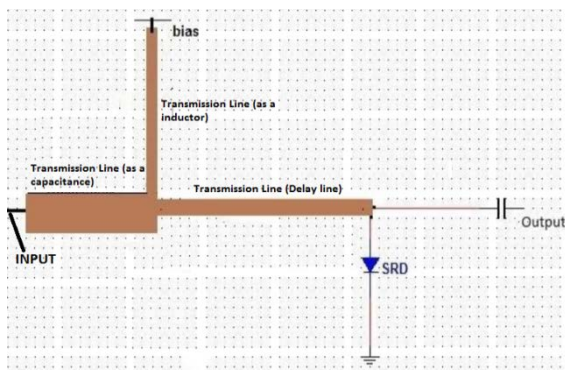 bias
Transmission Line (as a
inductor)
Transmission Line (as a
capacitance)
Transmission Line (Delay line)
Output
INPUT
SRD